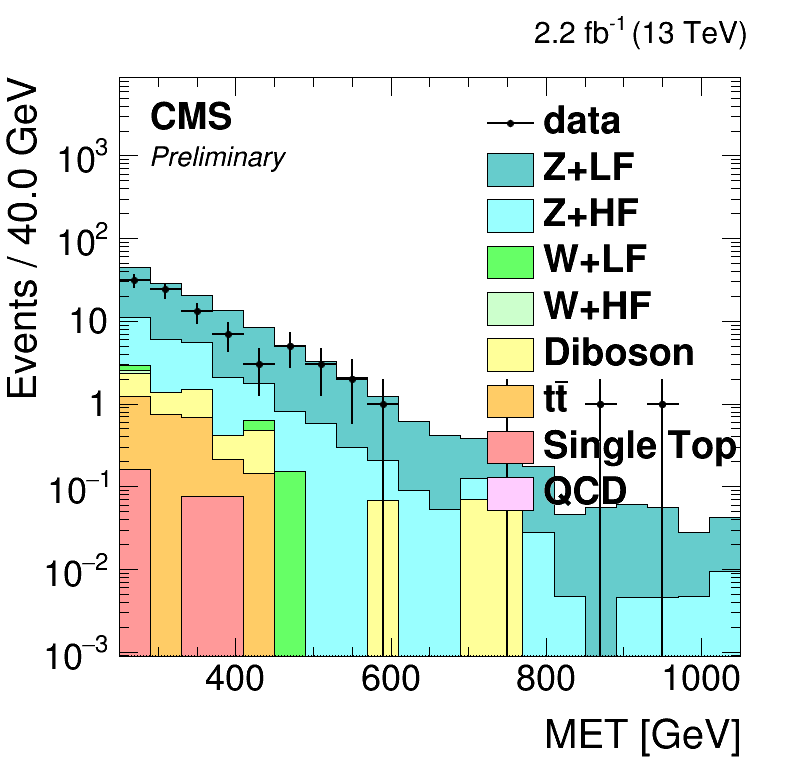 2.2 fb⁻¹ (13 TeV)
Events / 40.0 GeV
CMS
Preliminary
data
Z+LF
Z+HF
W+LF
W+HF
Diboson
tt̄
Single Top
QCD
10³
10²
10
1
10⁻¹
10⁻²
10⁻³
400 600 800 1000
MET [GeV]